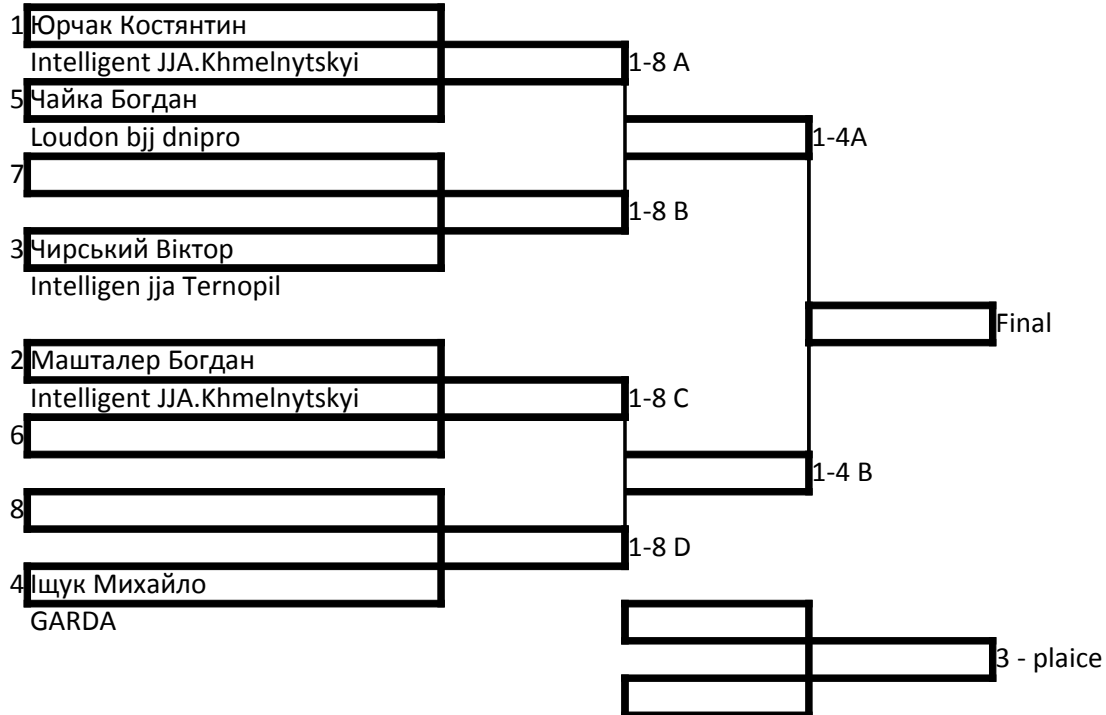 1 Юрчак Костянтин
Intelligent JJA.Khmelnytskyi
1-8 A
5 Чайка Богдан
Loudon bjj dnipro
1-4A
7
1-8 B
3 Чирський Віктор
Intelligen jja Ternopil
Final
2 Машталер Богдан
Intelligent JJA.Khmelnytskyi
1-8 C
6
1-4 B
8
1-8 D
4 Іщук Михайло
GARDA
3 - plaice